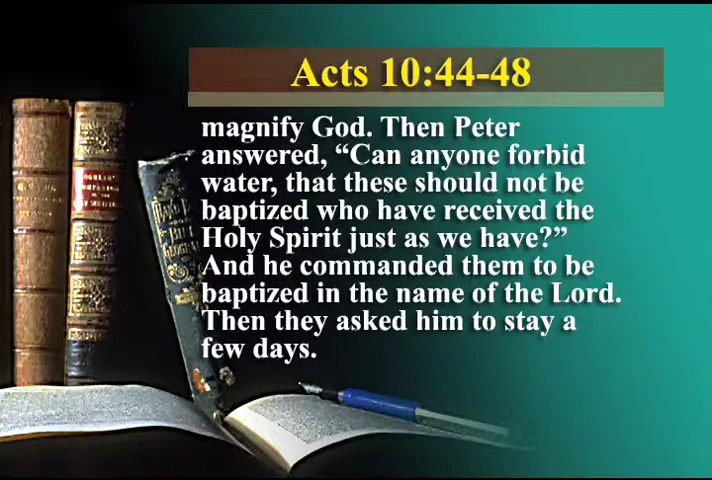 Acts 10:44-48
magnify God. Then Peter
answered, “Can anyone forbid
water, that these should not be
baptized who have received the
Holy Spirit just as we have?”
And he commanded them to be
baptized in the name of the Lord.
Then they asked him to stay a
few days.